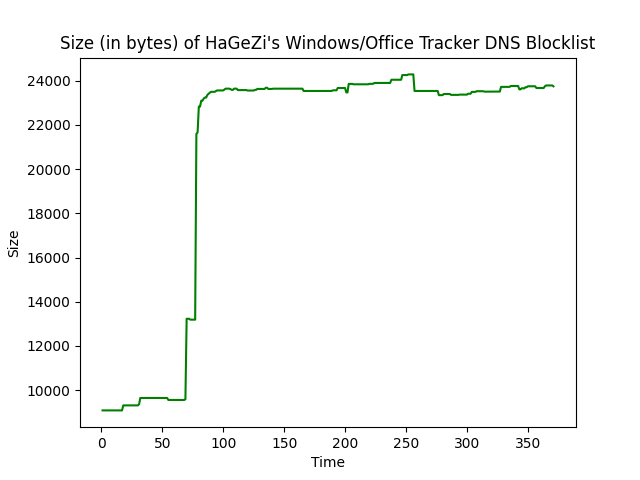 Size (in bytes) of HaGeZi's Windows/Office Tracker DNS Blocklist
24000
22000
20000
18000
16000
14000
12000
10000
Size
0 50 100 150 200 250 300 350
Time